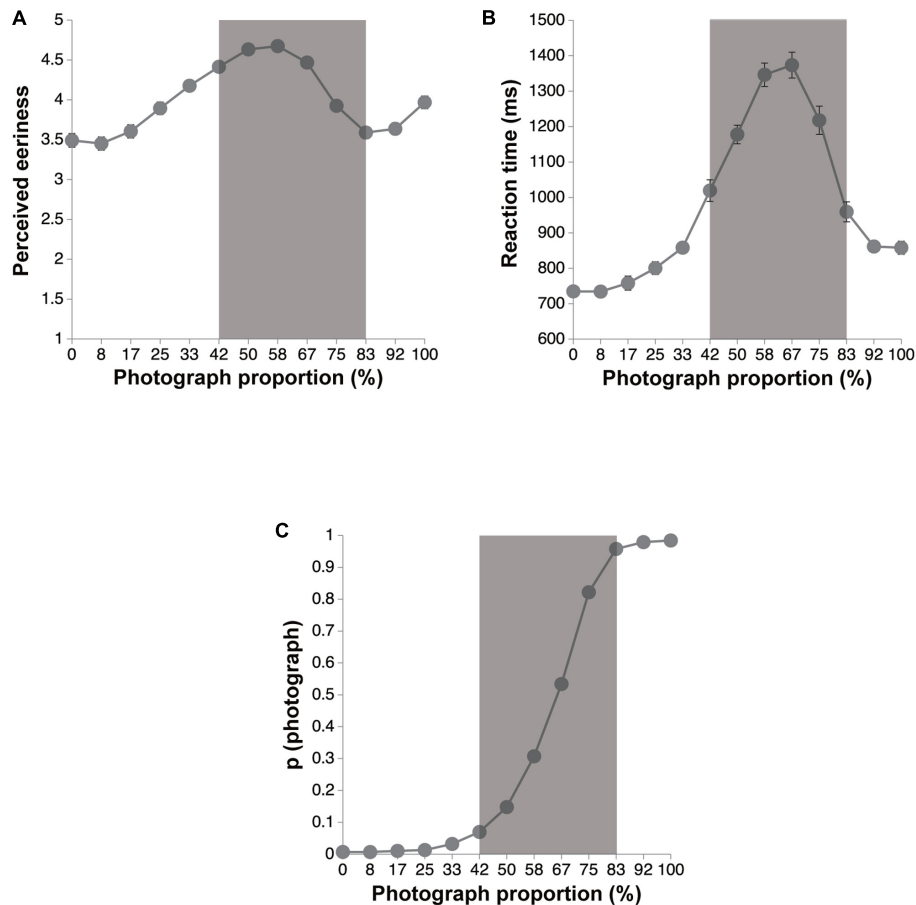 A
Perceived eeriness
5
4.5
4
3.5
3
2.5
2
1.5
1
0 8 17 25 33 42 50 58 67 75 83 92 100
Photograph proportion (%)
B
Reaction time (ms)
1500
1400
1300
1200
1100
1000
900
800
700
600
0 8 17 25 33 42 50 58 67 75 83 92 100
Photograph proportion (%)
C
p (photograph)
1
0.9
0.8
0.7
0.6
0.5
0.4
0.3
0.2
0.1
0
0 8 17 25 33 42 50 58 67 75 83 92 100
Photograph proportion (%)